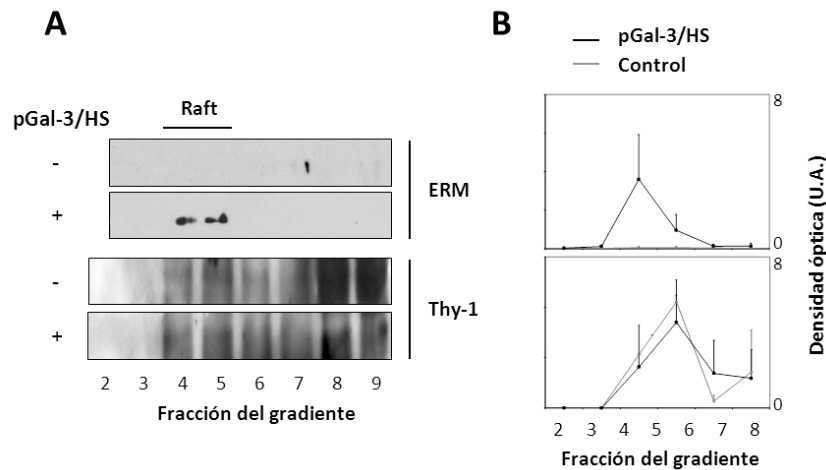 A
pGal-3/HS
Raft
-
+
ERM
-
+
Thy-1
2 3 4 5 6 7 8 9
Fracción del gradiente
B
pGal-3/HS
Control
8
0
8
0
Densidad óptica (U.A.)
2 3 4 5 6 7 8
Fracción del gradiente